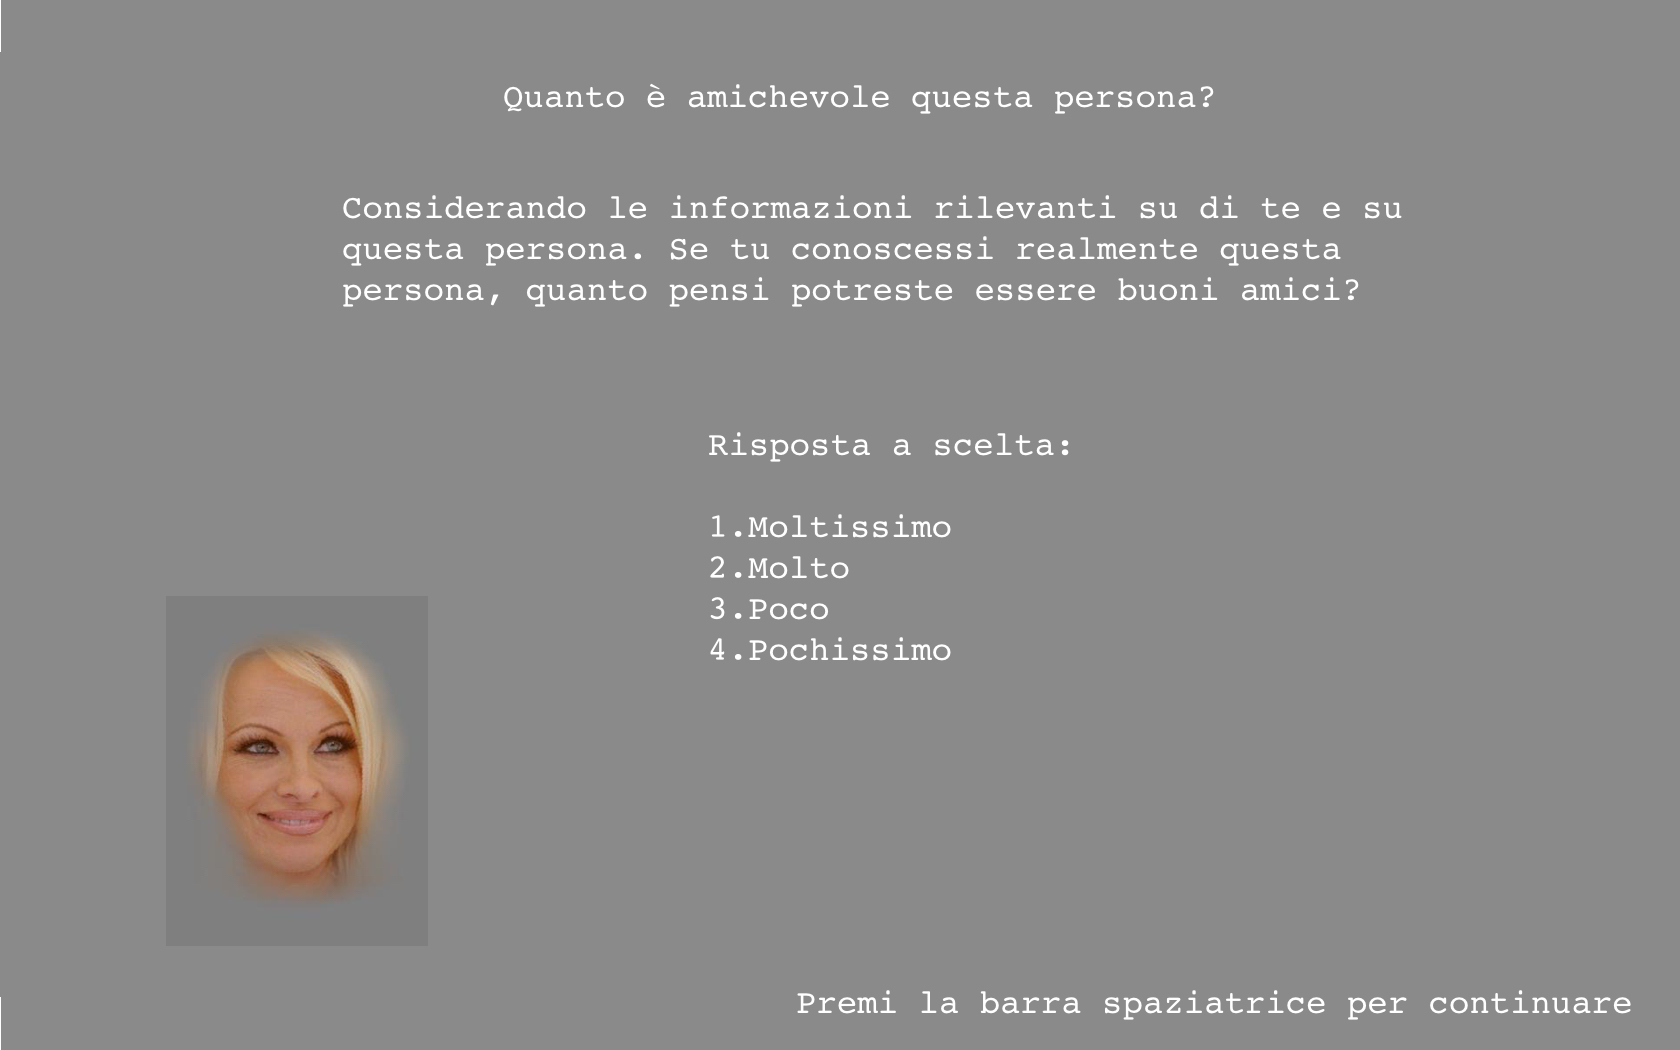 Quanto è amichevole questa persona?
Considerando le informazioni rilevanti su di te e su
questa persona. Se tu conoscessi realmente questa
persona, quanto pensi potreste essere buoni amici?
Risposta a scelta:
1.Moltissimo
2.Molto
3.Poco
4.Pochissimo
Premi la barra spaziatrice per continuare